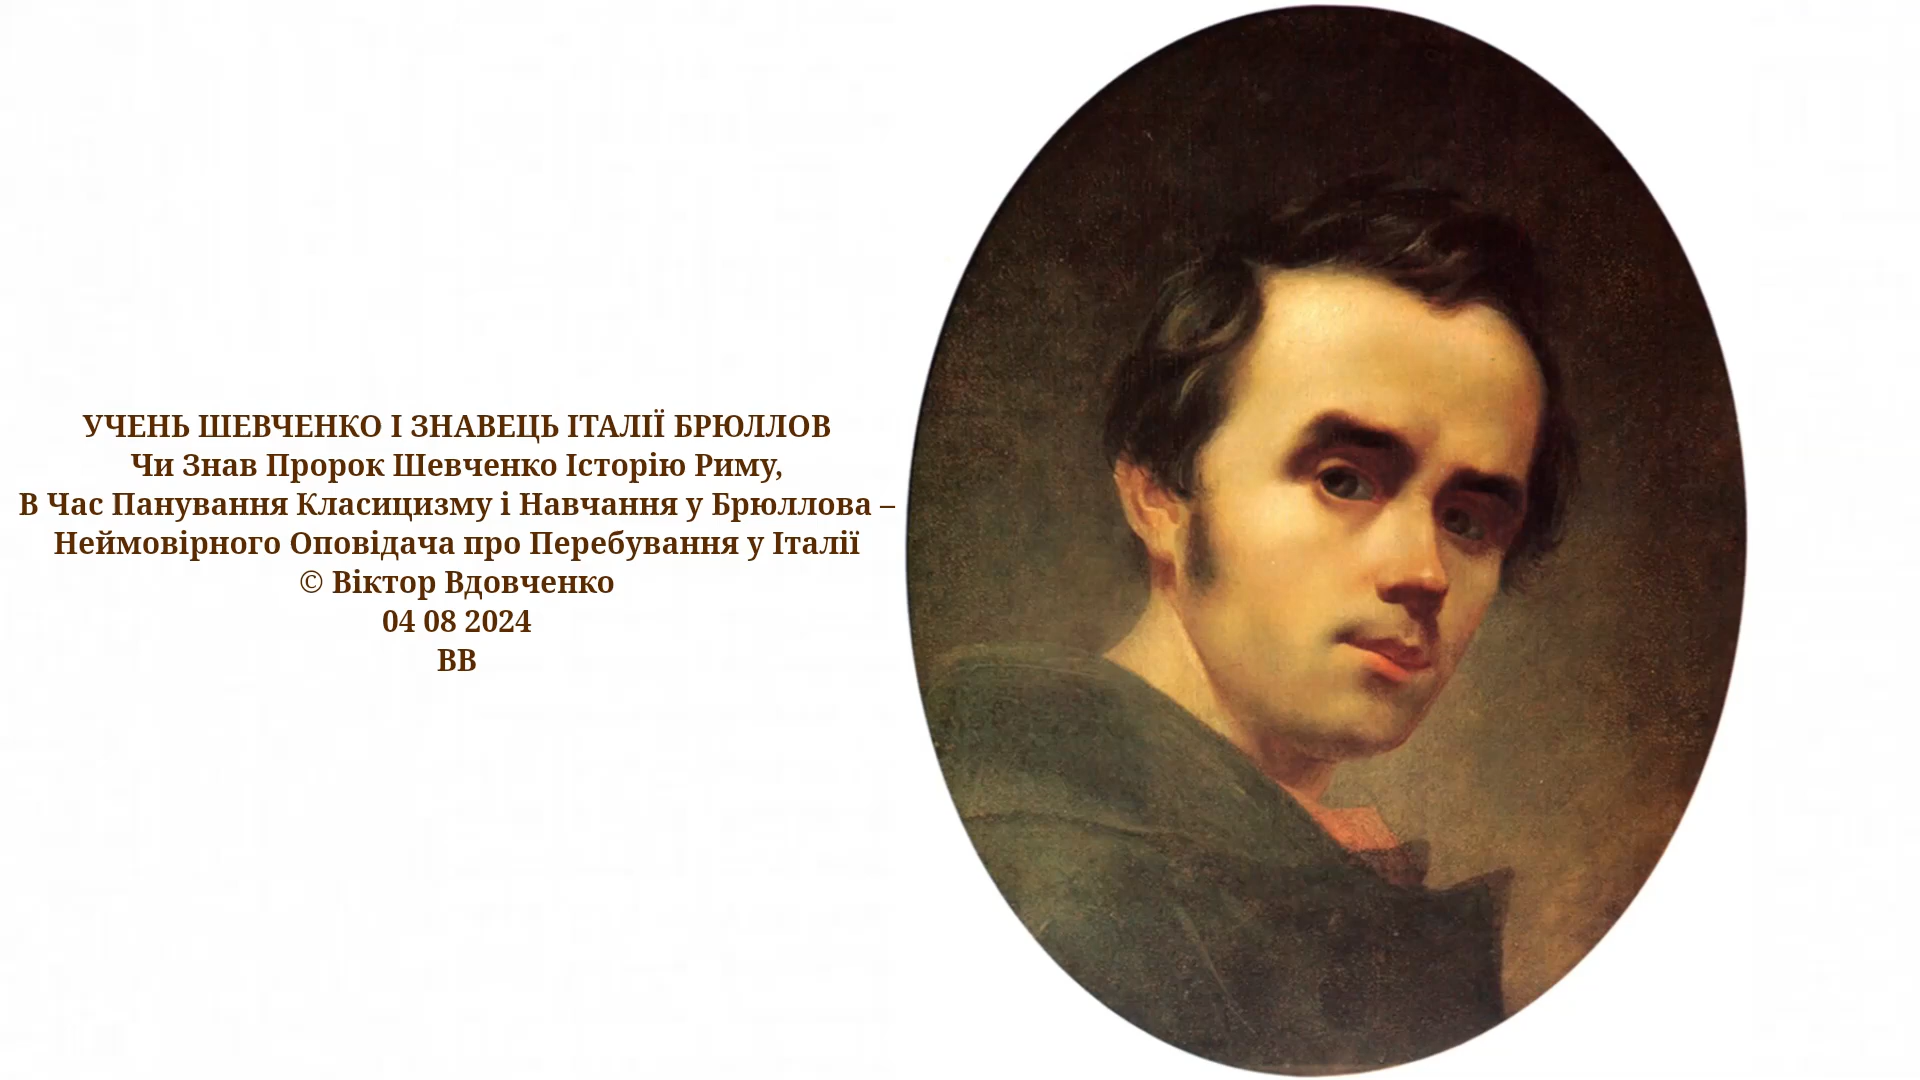 УЧЕНЬ ШЕВЧЕНКО І ЗНАВЕЦЬ ІТАЛІЇ БРЮЛЛОВ
Чи Знав Пророк Шевченко Історію Риму,
В Час Панування Класицизму і Навчання у Брюллова –
Неймовірного Оповідача про Перебування у Італії
© Віктор Вдовченко
04 08 2024
ВВ